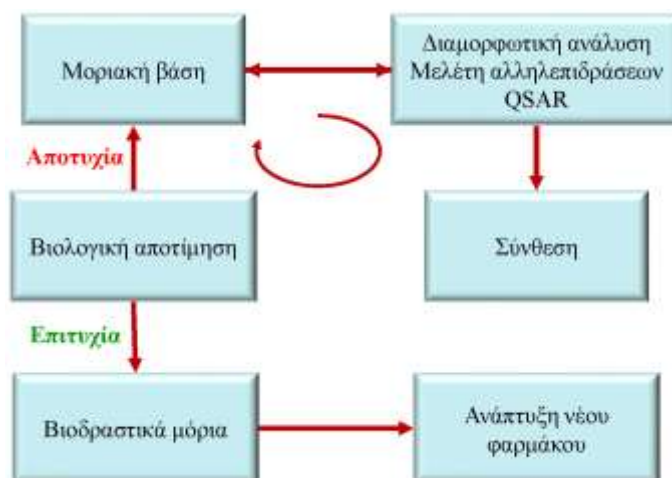 Μοριακή βάση
Διαμορφωτική ανάλυση
Μελέτη αλληλεπιδράσεων
QSAR
Αποτυχία
Βιολογική αποτίμηση
Σύνθεση
Επιτυχία
Βιοδραστικά μόρια
Ανάπτυξη νέου
φαρμάκου